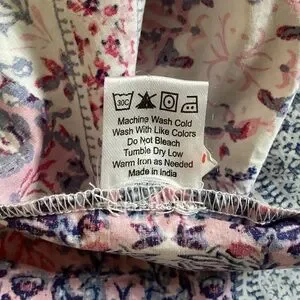 30C
Machine Wash Cold
Wash With Like Colors
Do Not Bleach
Tumble Dry Low
Warm Iron as Needed
Made in India